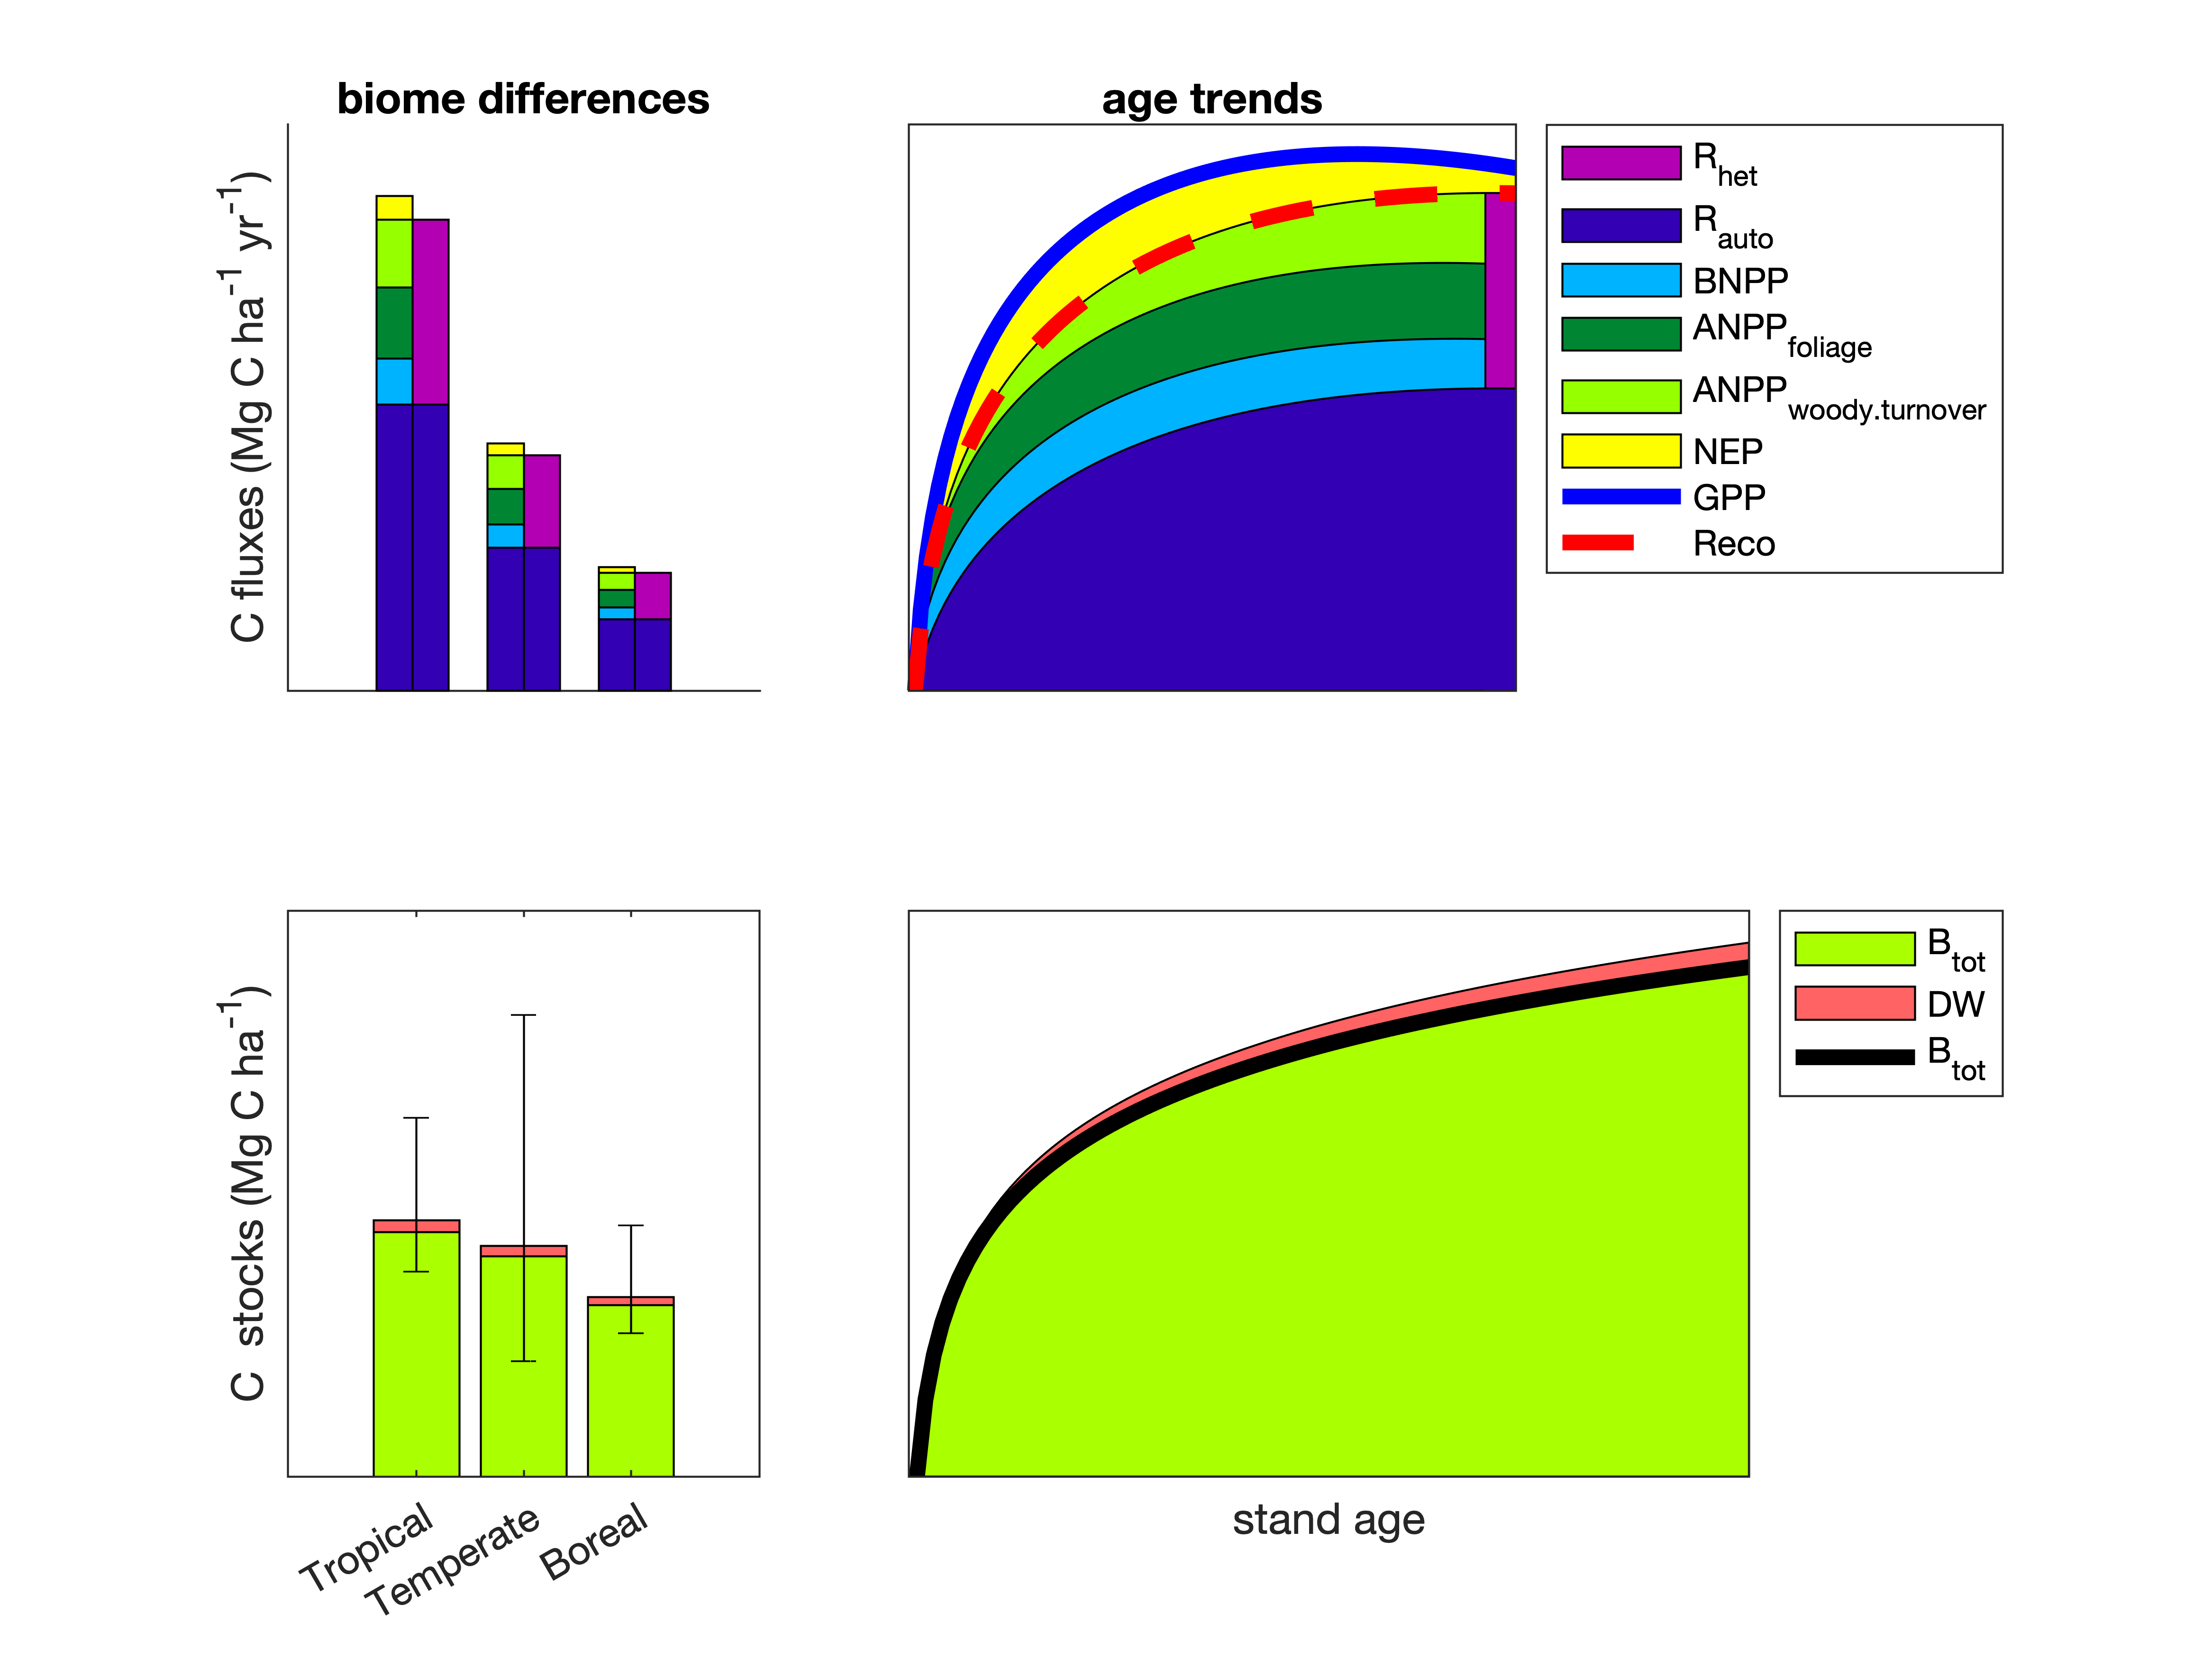 biome differences
age trends
C fluxes (Mg C ha-1 yr-1)
Rhet
Rauto
BNPP
ANPPfoliage
ANPPwoody.turnover
NEP
GPP
Reco
C stocks (Mg C ha-1)
Btot
DW
Btot
Tropical
Temperate
Boreal
stand age